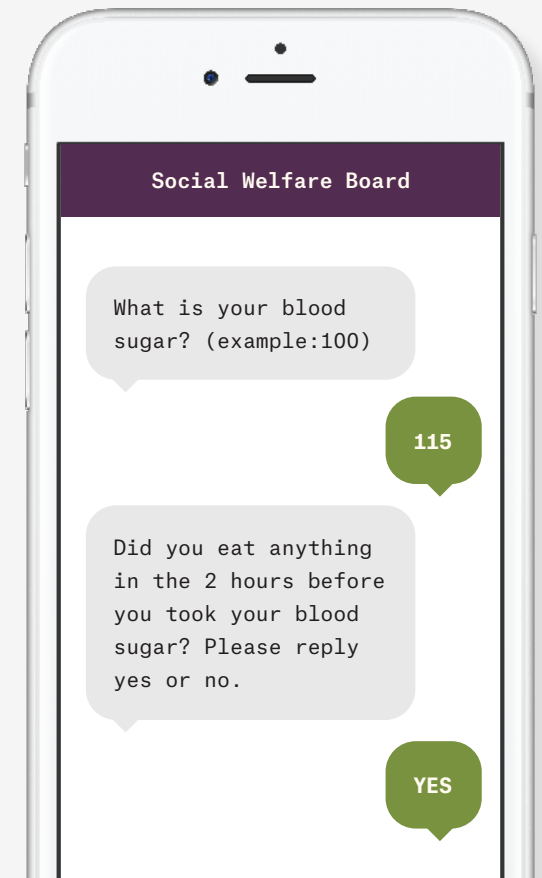 Social Welfare Board
What is your blood
sugar? (example:100)
115
Did you eat anything
in the 2 hours before
you took your blood
sugar? Please reply
yes or no.
YES